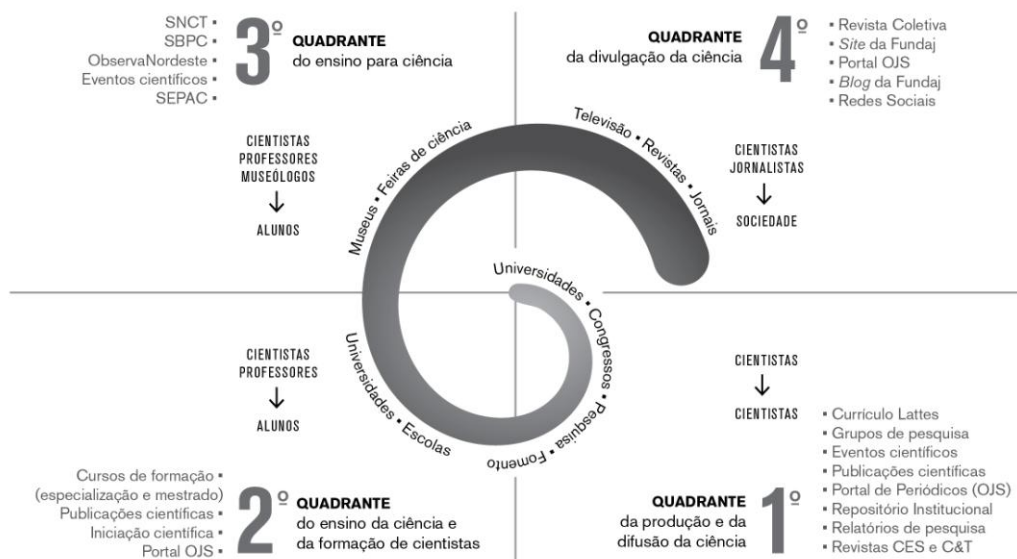 SNCT ▪
SBPC ▪
ObservaNordeste ▪
Eventos científicos ▪
SEPAC ▪
3º
QUADRANTE
do ensino para ciência
QUADRANTE
da divulgação da ciência
4º
▪ Revista Coletiva
▪ Site da Fundaj
▪ Portal OJS
▪ Blog da Fundaj
▪ Redes Sociais
CIENTISTAS
PROFESSORES
MUSEÓLOGOS
↓
ALUNOS
Museus ▪ Feiras de ciência
Televisão ▪ Revistas ▪ Jornais
CIENTISTAS
JORNALISTAS
↓
SOCIEDADE
CIENTISTAS
PROFESSORES
↓
ALUNOS
Universidades ▪ Escolas
Universidades ▪ Congressos ▪ Pesquisa ▪ Fomento
CIENTISTAS
↓
CIENTISTAS
Cursos de formação ▪
(especialização e mestrado)
Publicações científicas ▪
Iniciação científica ▪
Portal OJS ▪
2º
QUADRANTE
do ensino da ciência e
da formação de cientistas
QUADRANTE
da produção e da
difusão da ciência
1º
▪ Currículo Lattes
▪ Grupos de pesquisa
▪ Eventos científicos
▪ Publicações científicas
▪ Portal de Periódicos (OJS)
▪ Repositório Institucional
▪ Relatórios de pesquisa
▪ Revistas CES e C&T